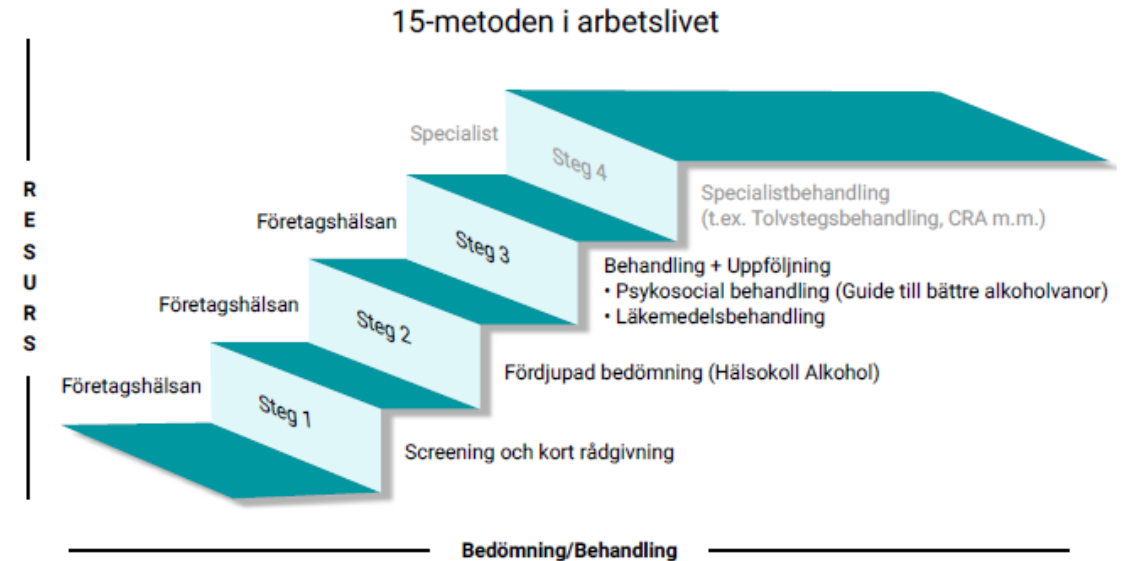 15-metoden i arbetslivet
RESURS
Specialist
Steg 4
Specialistbehandling
(t.ex. Tolvstegsbehandling, CRA m.m.)
Företagshälsan
Steg 3
Behandling + Uppföljning
• Psykosocial behandling (Guide till bättre alkoholvanor)
• Läkemedelsbehandling
Företagshälsan
Steg 2
Fördjupad bedömning (Hälsokoll Alkohol)
Företagshälsan
Steg 1
Screening och kort rådgivning
Bedömning/Behandling